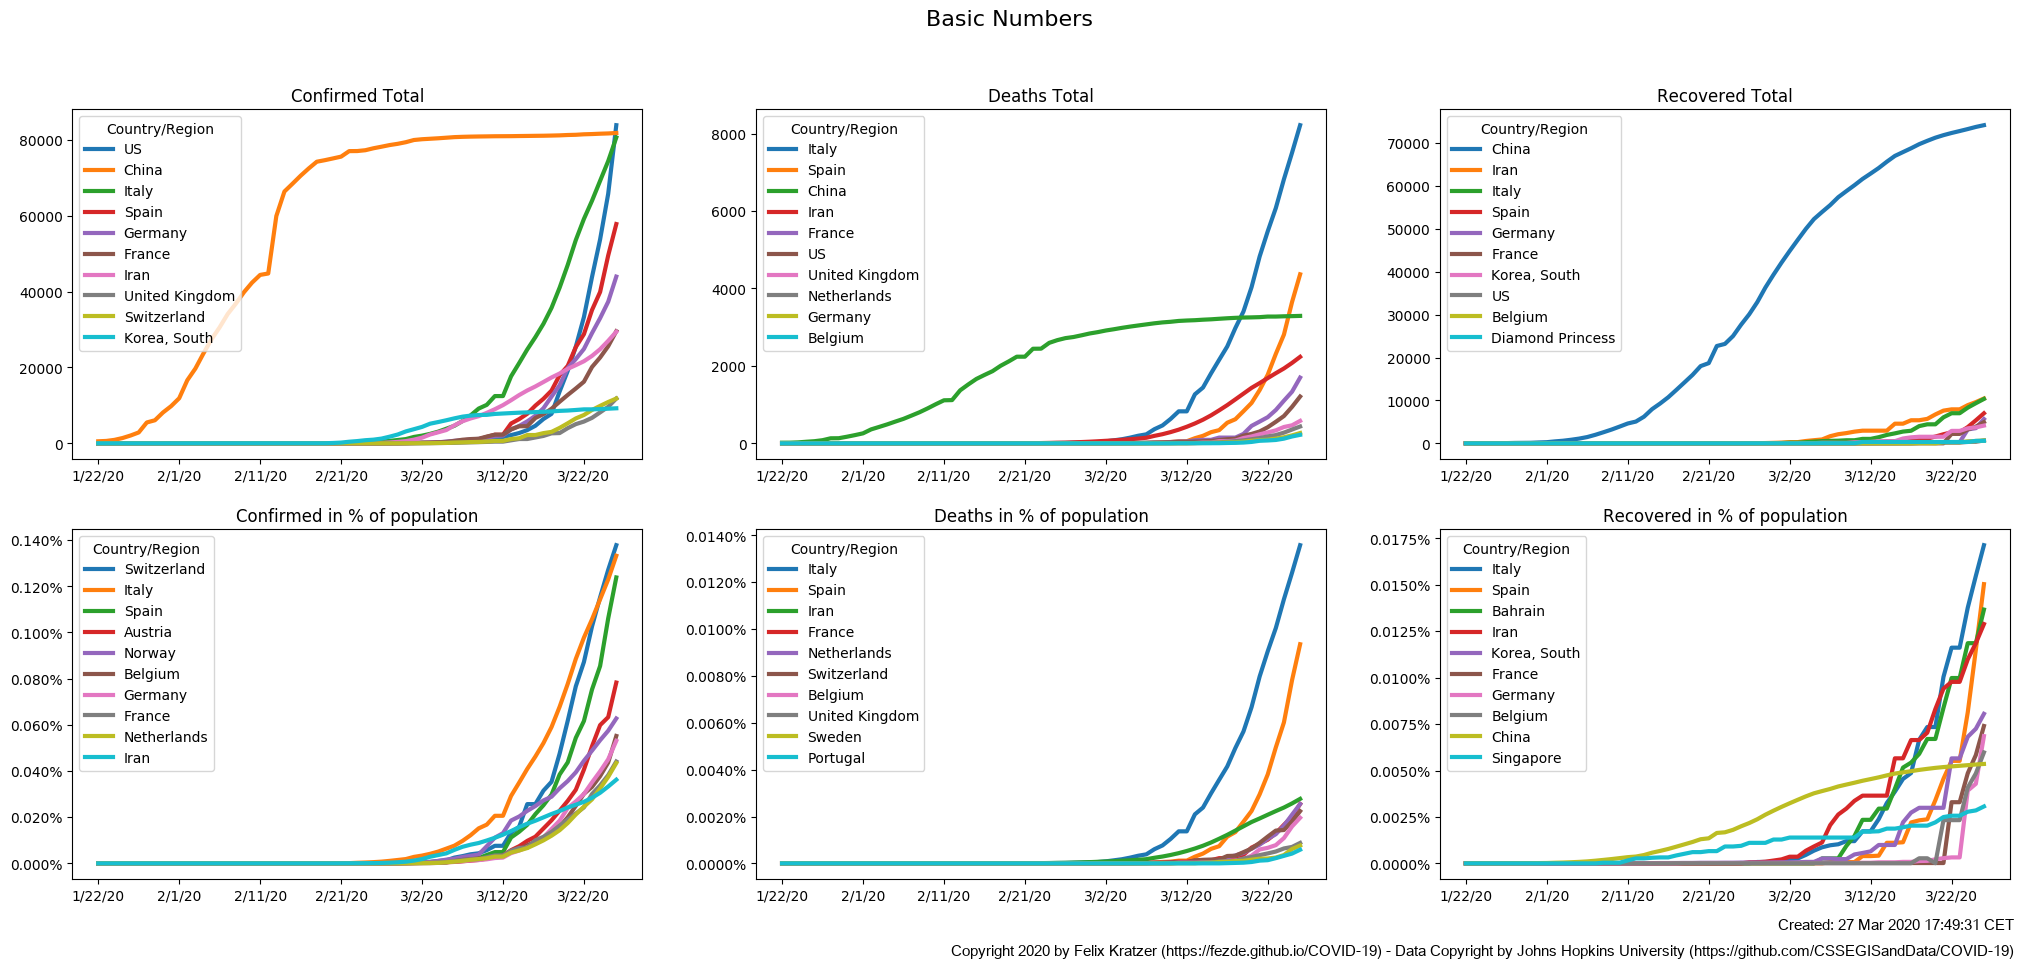 Basic Numbers
Confirmed Total
Country/Region
US
China
Italy
Spain
Germany
France
Iran
United Kingdom
Switzerland
Korea, South
80000
60000
40000
20000
0
1/22/20 2/1/20 2/11/20 2/21/20 3/2/20 3/12/20 3/22/20
Deaths Total
Country/Region
Italy
Spain
China
Iran
France
US
United Kingdom
Netherlands
Germany
Belgium
8000
6000
4000
2000
0
1/22/20 2/1/20 2/11/20 2/21/20 3/2/20 3/12/20 3/22/20
Recovered Total
Country/Region
China
Iran
Italy
Spain
Germany
France
Korea, South
US
Belgium
Diamond Princess
70000
60000
50000
40000
30000
20000
10000
0
1/22/20 2/1/20 2/11/20 2/21/20 3/2/20 3/12/20 3/22/20
Confirmed in % of population
Country/Region
Switzerland
Italy
Spain
Austria
Norway
Belgium
Germany
France
Netherlands
Iran
0.140%
0.120%
0.100%
0.080%
0.060%
0.040%
0.020%
0.000%
1/22/20 2/1/20 2/11/20 2/21/20 3/2/20 3/12/20 3/22/20
Deaths in % of population
Country/Region
Italy
Spain
Iran
France
Netherlands
Switzerland
Belgium
United Kingdom
Sweden
Portugal
0.0140%
0.0120%
0.0100%
0.0080%
0.0060%
0.0040%
0.0020%
0.0000%
1/22/20 2/1/20 2/11/20 2/21/20 3/2/20 3/12/20 3/22/20
Recovered in % of population
Country/Region
Italy
Spain
Bahrain
Iran
Korea, South
France
Germany
Belgium
China
Singapore
0.0175%
0.0150%
0.0125%
0.0100%
0.0075%
0.0050%
0.0025%
0.0000%
1/22/20 2/1/20 2/11/20 2/21/20 3/2/20 3/12/20 3/22/20
Created: 27 Mar 2020 17:49:31 CET
Copyright 2020 by Felix Kratzer (https://fezde.github.io/COVID-19) - Data Copyright by Johns Hopkins University (https://github.com/CSSEGISandData/COVID-19)